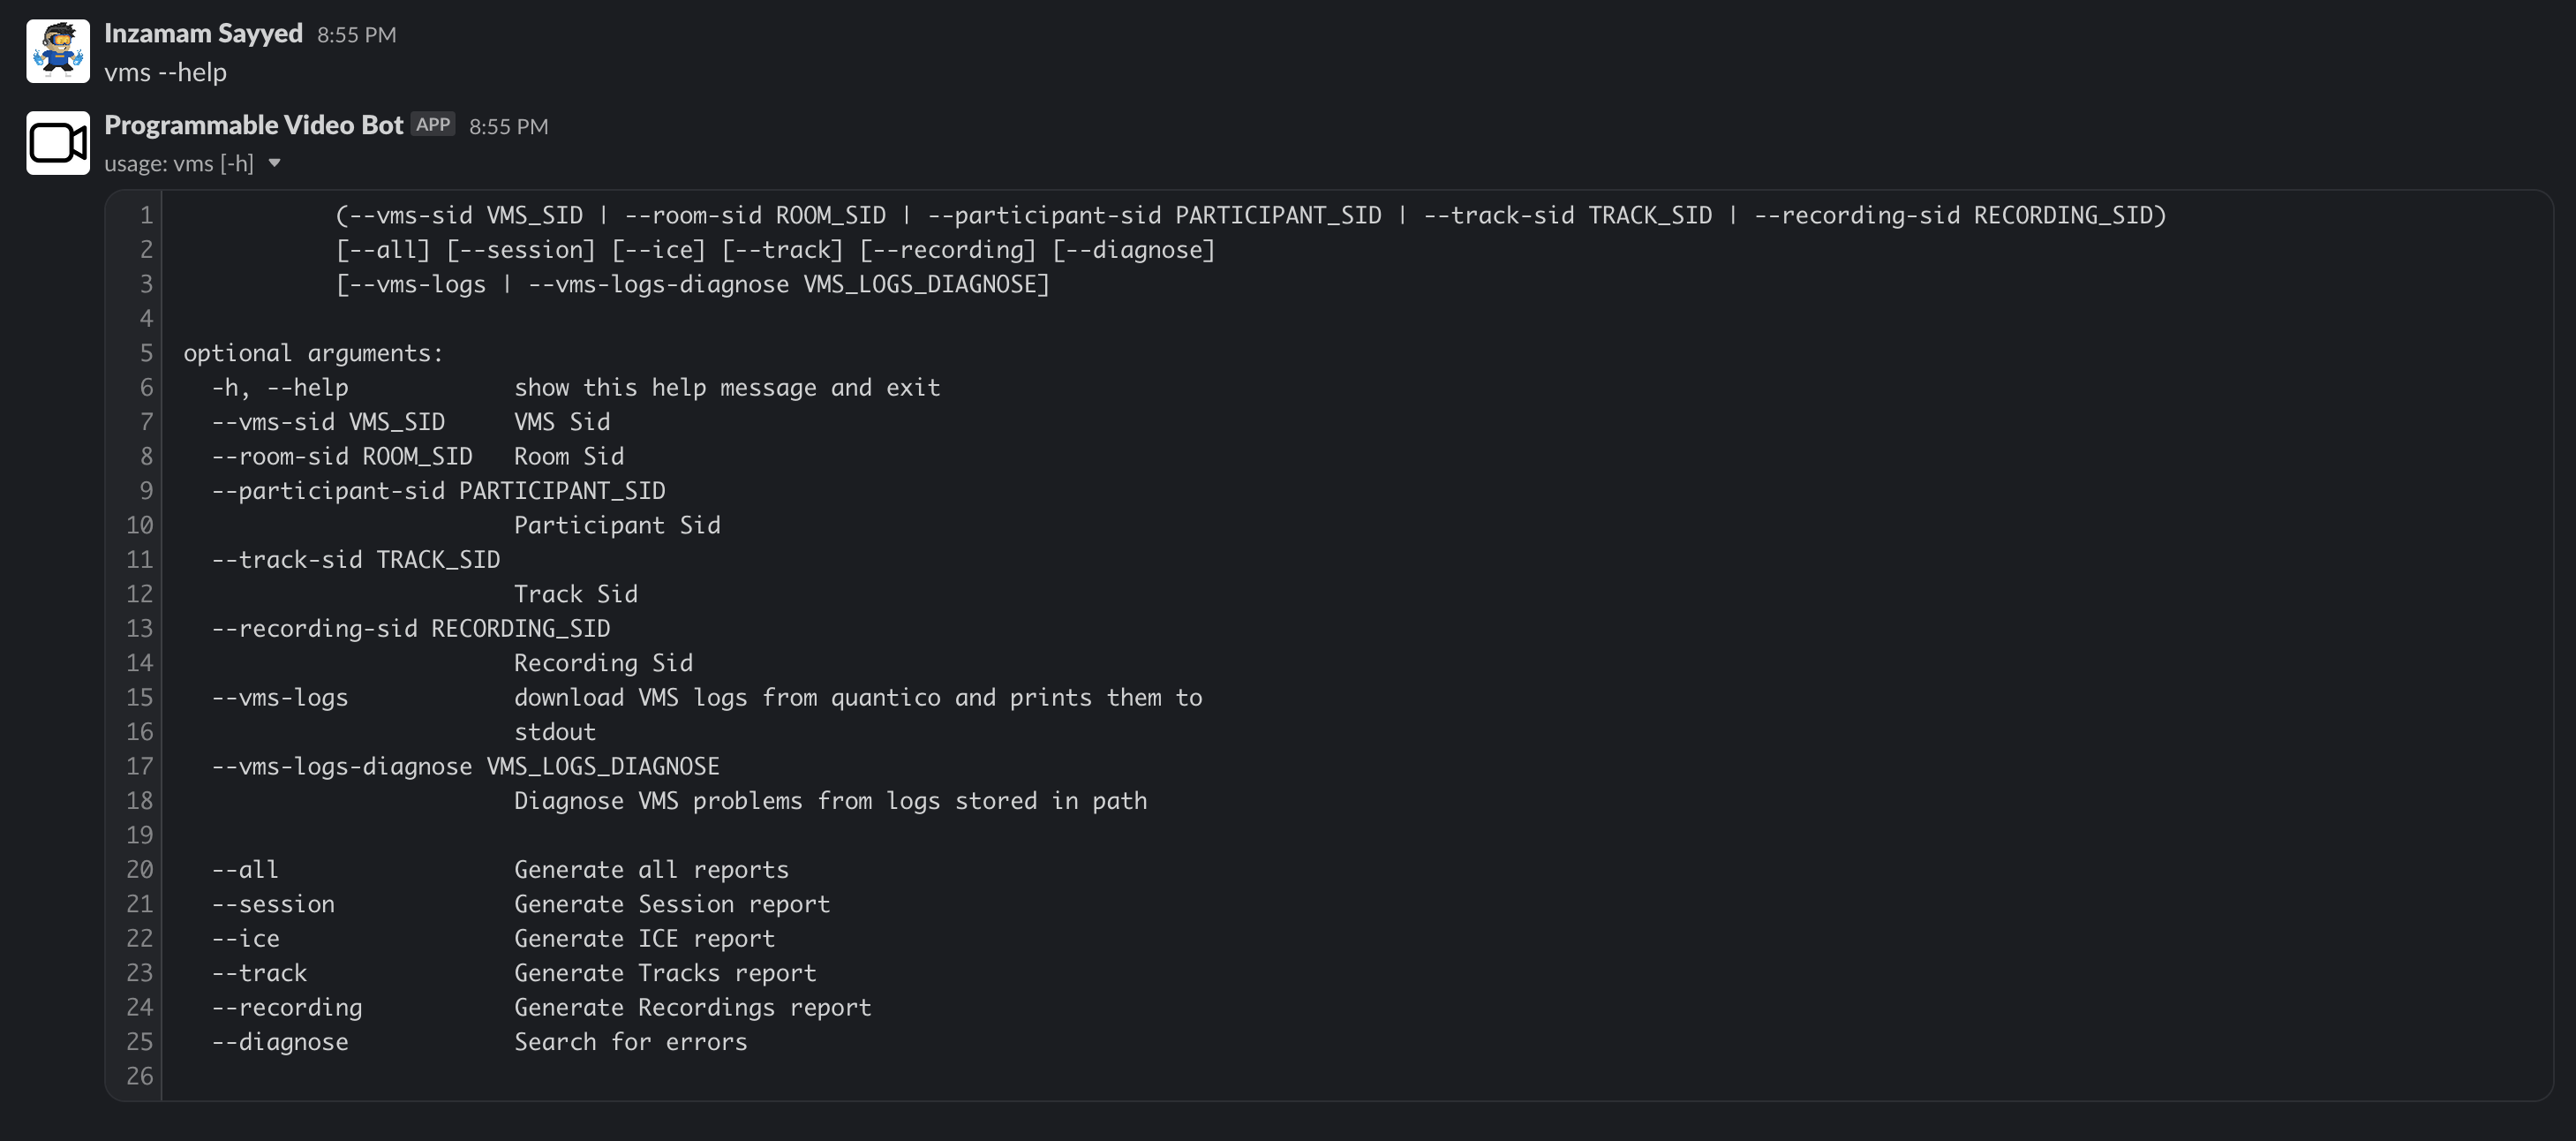 Inzamam Sayyed 8:55 PM
vms --help
Programmable Video Bot APP 8:55 PM
usage: vms [-h]
1 (--vms-sid VMS_SID | --room-sid ROOM_SID | --participant-sid PARTICIPANT_SID | --track-sid TRACK_SID | --recording-sid RECORDING_SID)
2 [--all] [--session] [--ice] [--track] [--recording] [--diagnose]
3 [--vms-logs | --vms-logs-diagnose VMS_LOGS_DIAGNOSE]
4
5 optional arguments:
6 -h, --help show this help message and exit
7 --vms-sid VMS_SID VMS Sid
8 --room-sid ROOM_SID Room Sid
9 --participant-sid PARTICIPANT_SID
10 Participant Sid
11 --track-sid TRACK_SID
12 Track Sid
13 --recording-sid RECORDING_SID
14 Recording Sid
15 --vms-logs download VMS logs from quantico and prints them to
16 stdout
17 --vms-logs-diagnose VMS_LOGS_DIAGNOSE
18 Diagnose VMS problems from logs stored in path
19
20 --all Generate all reports
21 --session Generate Session report
22 --ice Generate ICE report
23 --track Generate Tracks report
24 --recording Generate Recordings report
25 --diagnose Search for errors
26